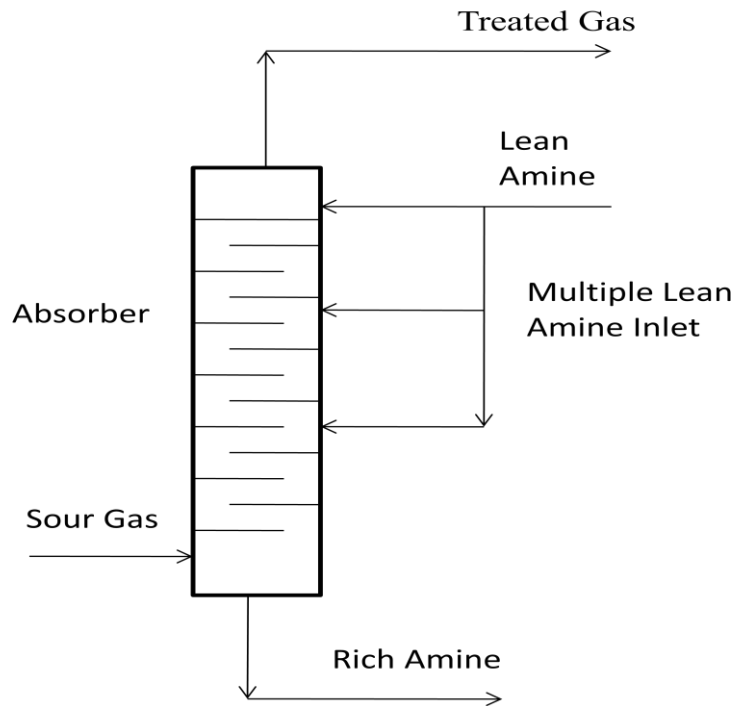 Treated Gas
Lean
Amine
Multiple Lean
Amine Inlet
Absorber
Sour Gas
Rich Amine